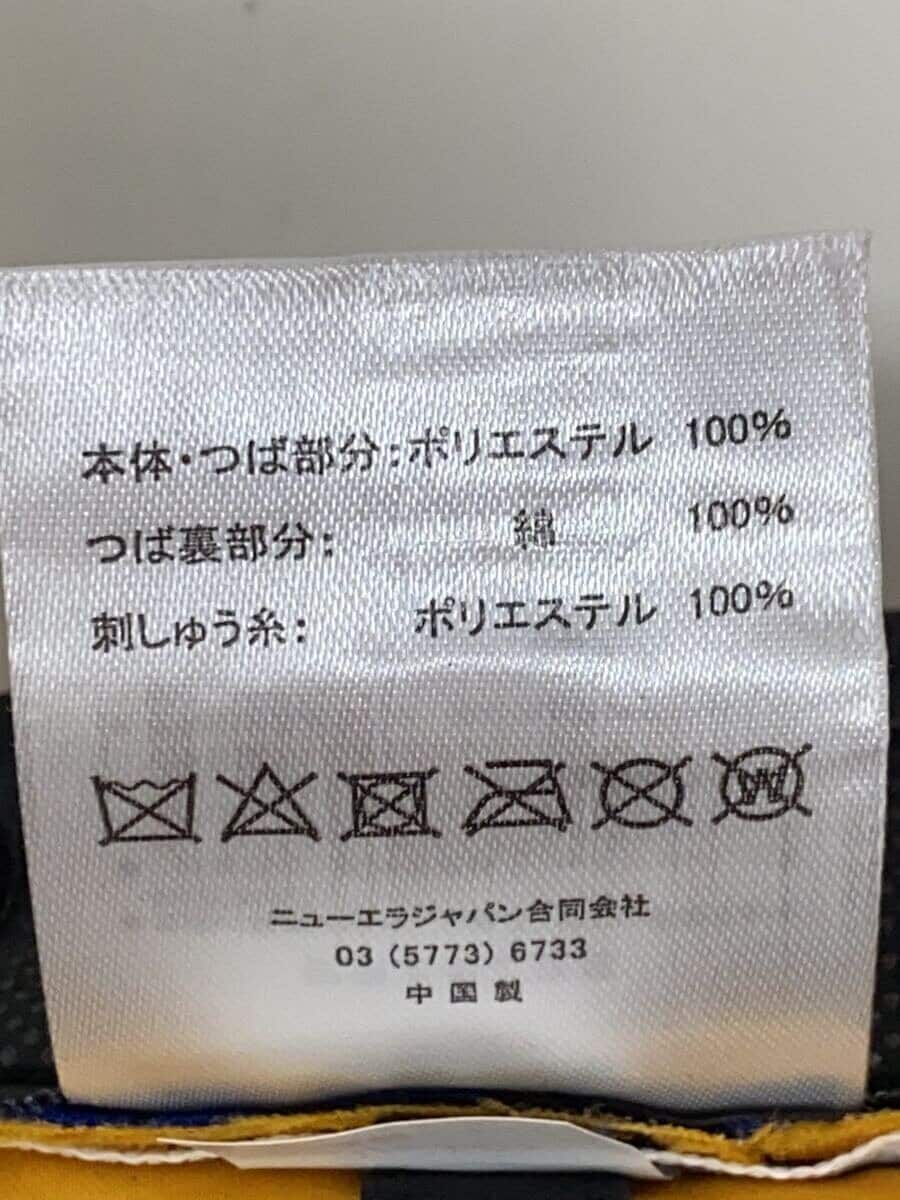 本体・つば部分:ポリエステル 100%
つば裏部分: 綿 100%
刺しゅう糸: ポリエステル 100%
ニューエラジャパン合同会社
03 (5773) 6733
中国製